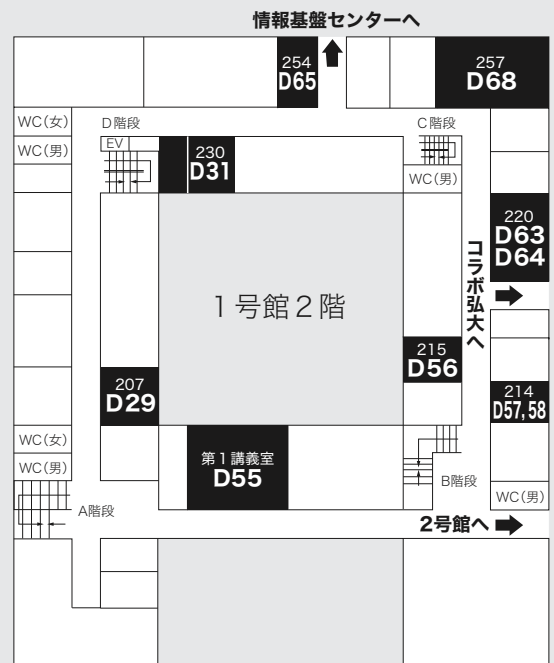 情報基盤センターへ
254
D65
257
D68
WC(女)
D階段
C階段
WC(男)
EV
230
D31
WC(男)
220
D63
D64
コラボ弘大へ
1号館2階
215
D56
207
D29
214
D57,58
WC(女)
第1講義室
D55
WC(男)
B階段
WC(男)
A階段
2号館へ